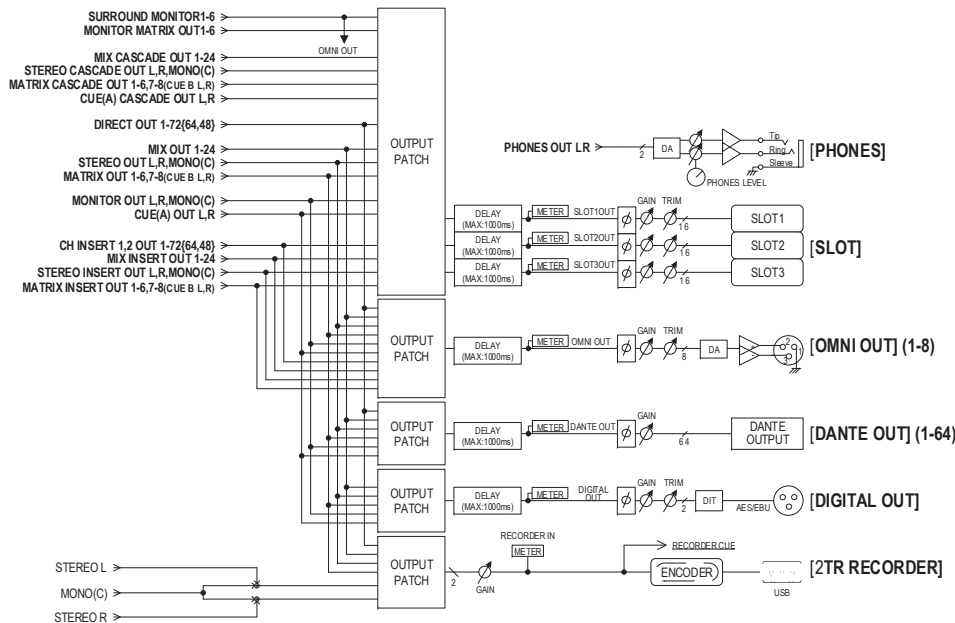 SURROUND MONITOR1-6
MONITOR MATRIX OUT1-6
OMNI OUT
MIX CASCADE OUT 1-24
STEREO CASCADE OUT L,R,MONO(C)
MATRIX CASCADE OUT 1-6,7-8(CUE B L,R)
CUE(A) CASCADE OUT L,R
DIRECT OUT 1-72{64,48}
MIX OUT 1-24
STEREO OUT L,R,MONO(C)
MATRIX OUT 1-6,7-8(CUE B L,R)
MONITOR OUT L,R,MONO(C)
CUE(A) OUT L,R
CH INSERT 1,2 OUT 1-72{64,48}
MIX INSERT OUT 1-24
STEREO INSERT OUT L,R,MONO(C)
MATRIX INSERT OUT 1-6,7-8(CUE B L,R)
OUTPUT
PATCH
PHONES OUT LR
2
DA
PHONES LEVEL
Tip
Ring
Sleeve
[PHONES]
GAIN TRIM
DELAY
(MAX:1000ms)
METER
SLOT1OUT
ϕ
16
SLOT1
DELAY
(MAX:1000ms)
METER
SLOT2OUT
ϕ
16
SLOT2
[SLOT]
DELAY
(MAX:1000ms)
METER
SLOT3OUT
ϕ
16
SLOT3
OUTPUT
PATCH
DELAY
(MAX:1000ms)
METER
OMNI OUT
ϕ
GAIN TRIM
8
DA
+
-
2
1
3
[OMNI OUT] (1-8)
OUTPUT
PATCH
DELAY
(MAX:1000ms)
METER
DANTE OUT
ϕ
GAIN
64
DANTE
OUTPUT
[DANTE OUT] (1-64)
OUTPUT
PATCH
DELAY
(MAX:1000ms)
METER
DIGITAL
OUT
ϕ
GAIN TRIM
2
DIT
AES/EBU
[DIGITAL OUT]
OUTPUT
PATCH
2
GAIN
RECORDER IN
METER
RECORDER CUE
ENCODER
USB
[2TR RECORDER]
STEREO L
MONO(C)
STEREO R